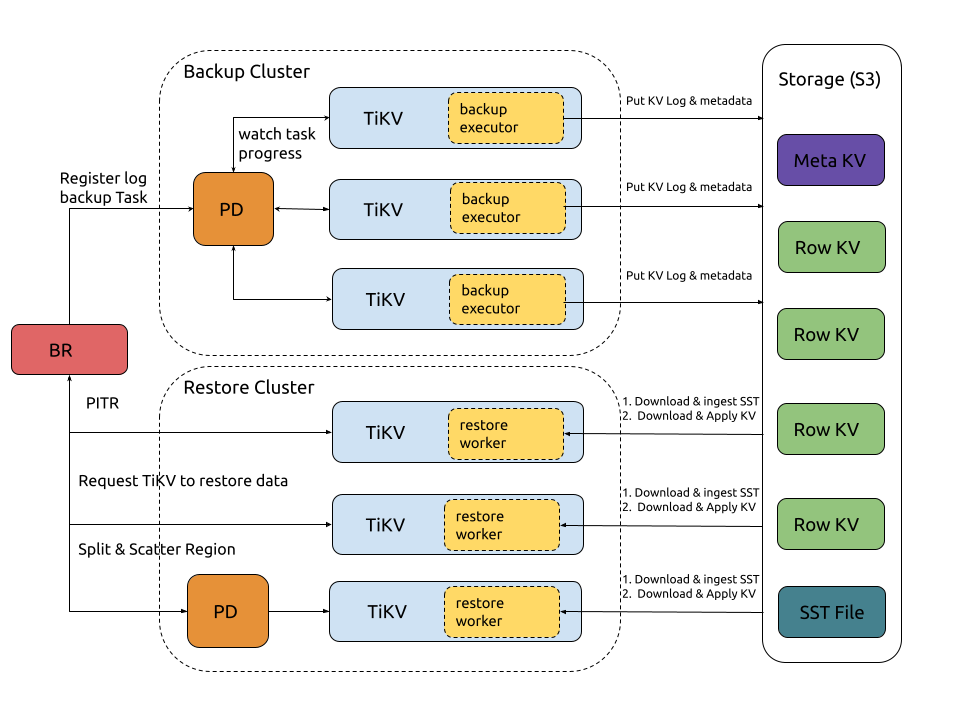 Backup Cluster
Storage (S3)
TiKV
backup
executor
Put KV Log & metadata
watch task
progress
Meta KV
Register log
backup Task
PD
TiKV
backup
executor
Put KV Log & metadata
Row KV
TiKV
backup
executor
Put KV Log & metadata
Row KV
BR
Restore Cluster
PITR
TiKV
restore
worker
1. Download & ingest SST
2. Download & Apply KV
Row KV
Request TiKV to restore data
TiKV
restore
worker
1. Download & ingest SST
2. Download & Apply KV
Row KV
Split & Scatter Region
PD
TiKV
restore
worker
1. Download & ingest SST
2. Download & Apply KV
SST File